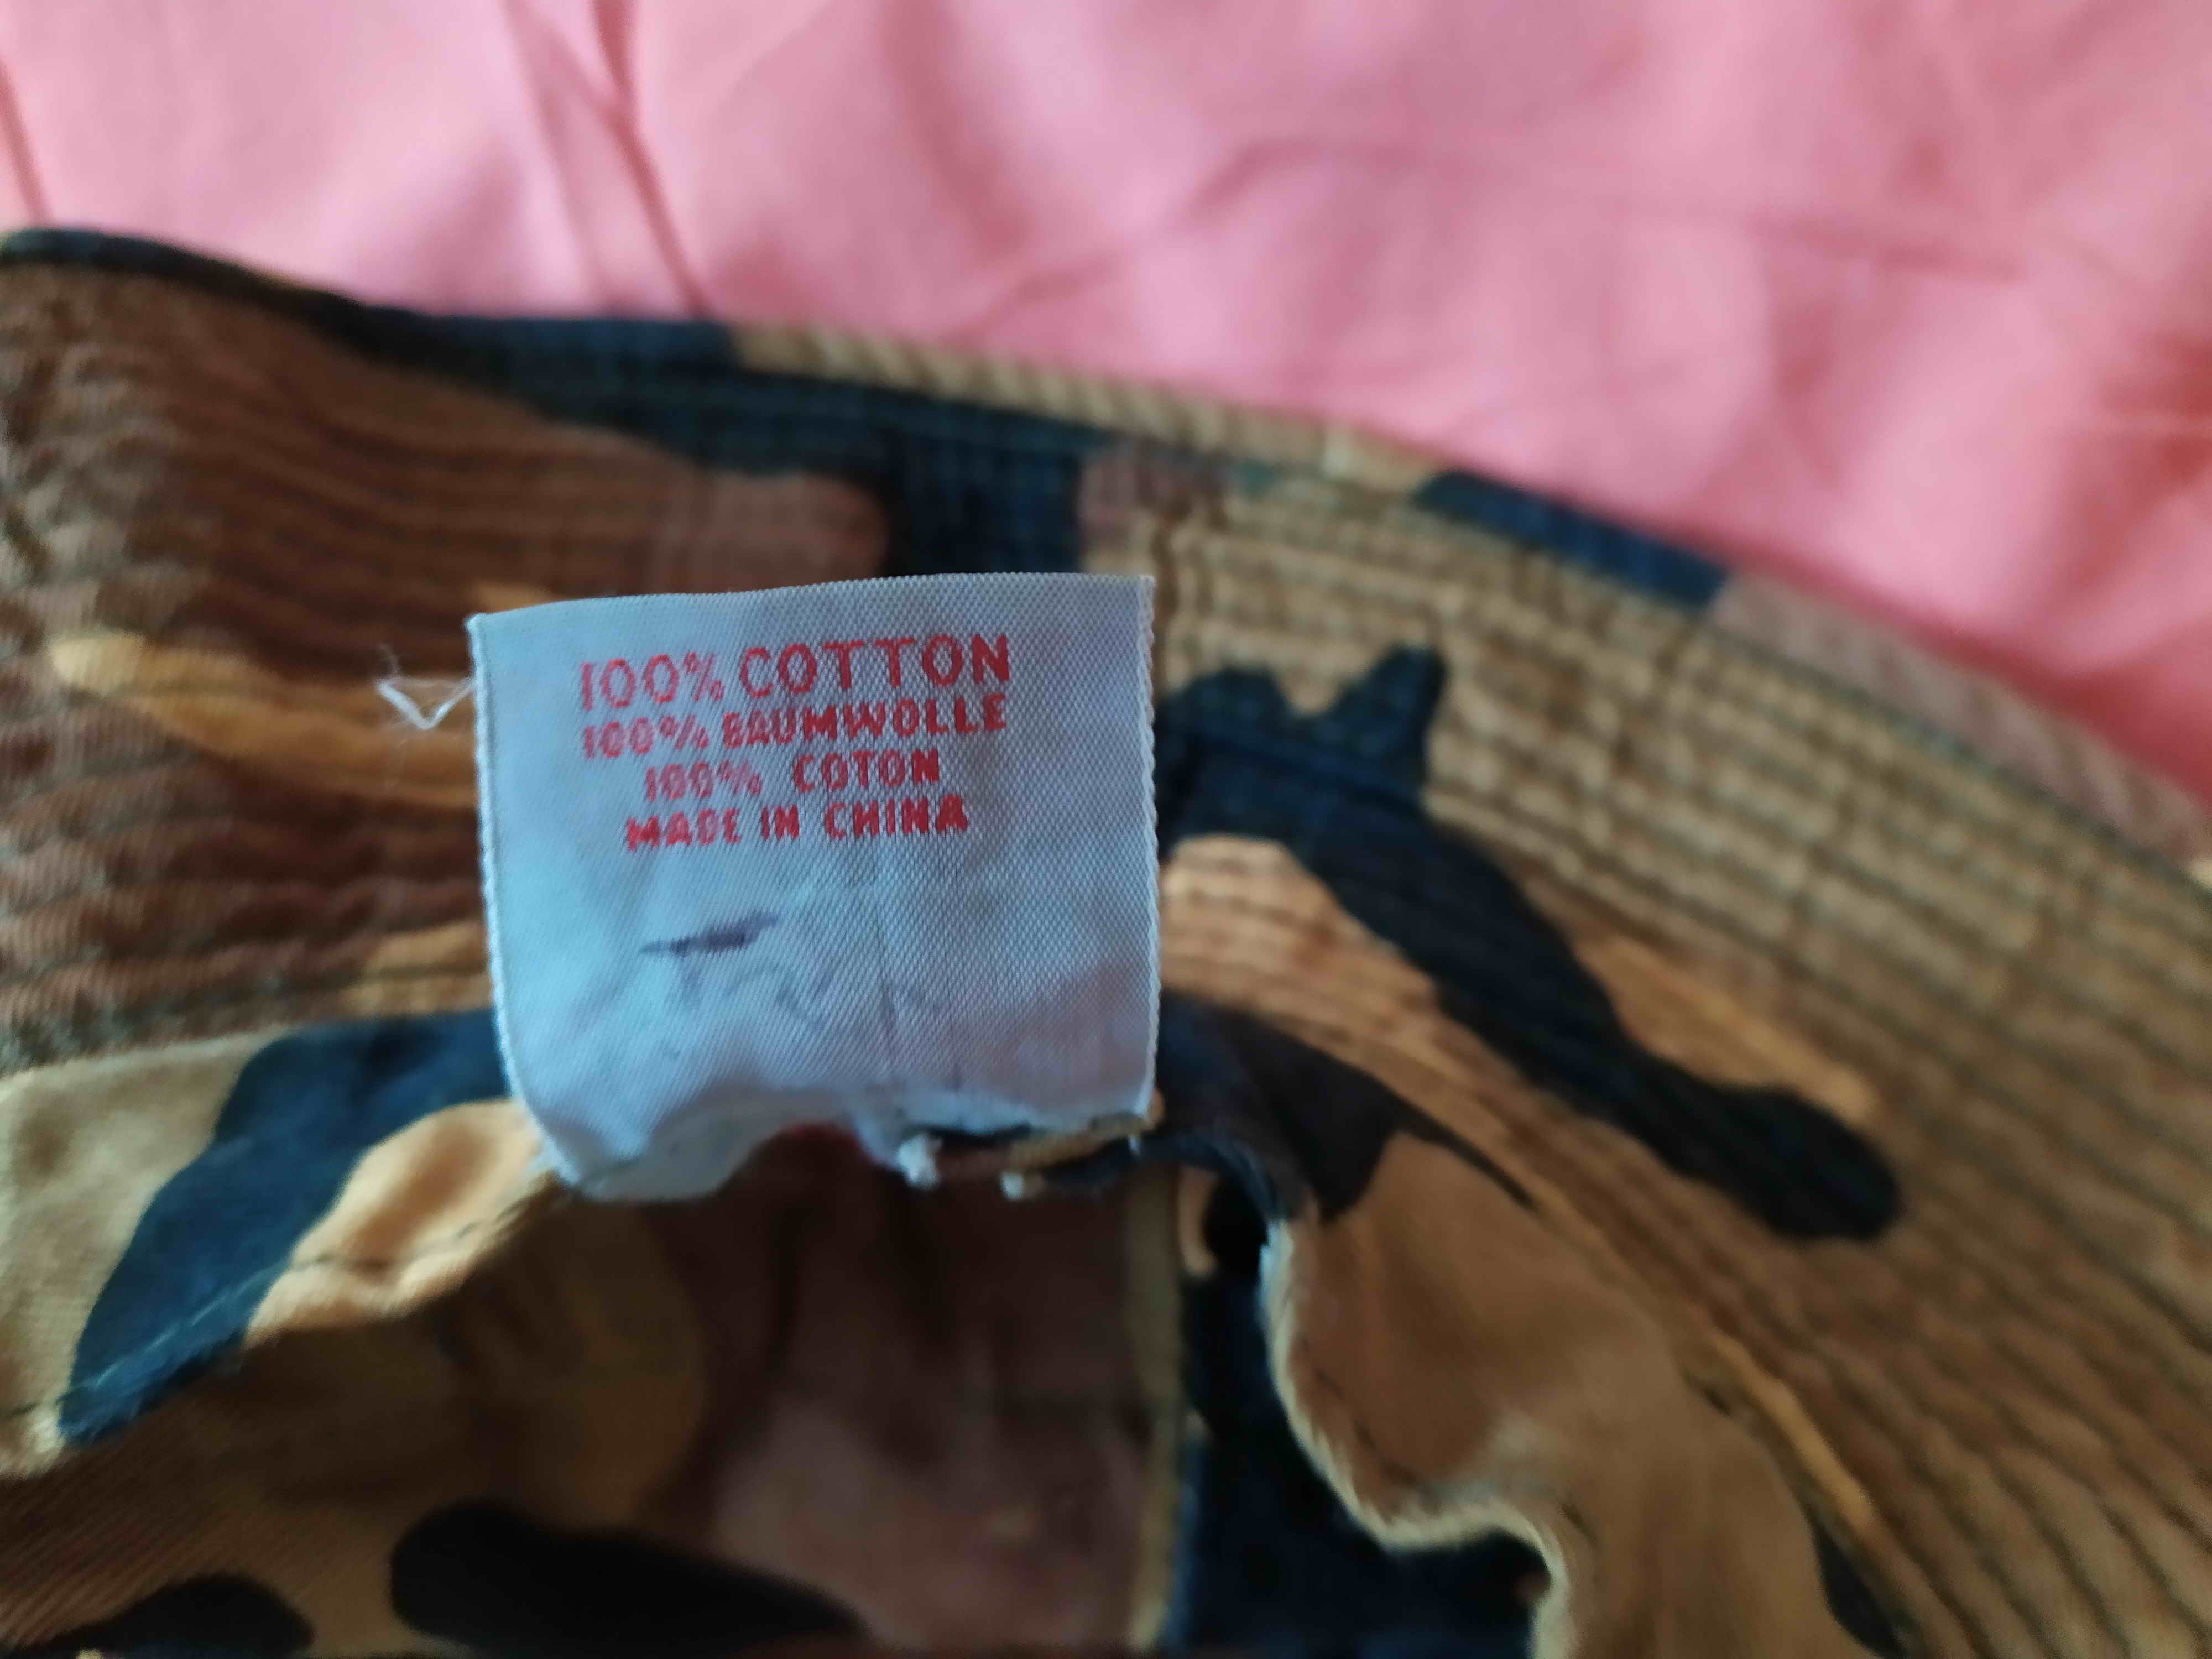 100% COTTON
100% BAUMWOLLE
100% COTON
MADE IN CHINA